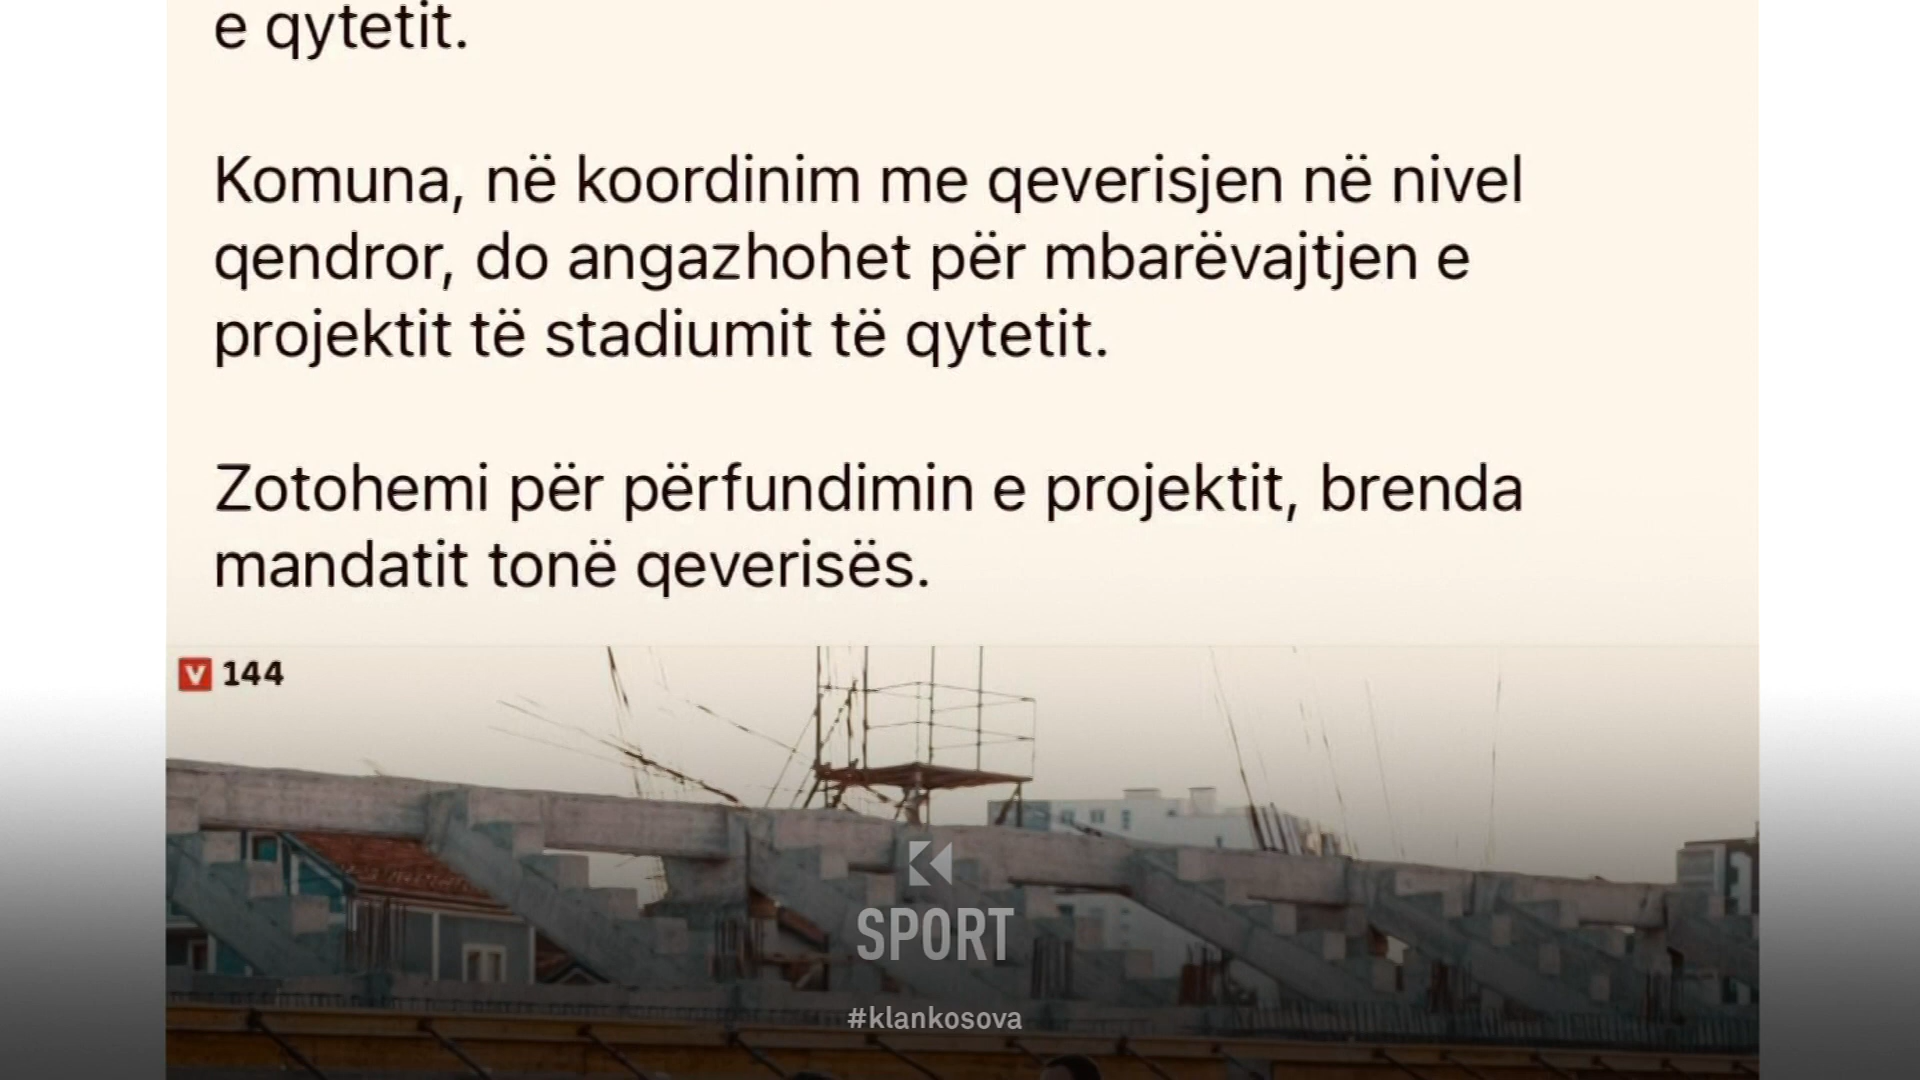 e qytetit.
Komuna, në koordinim me qeverisjen në nivel
qendror, do angazhohet për mbarëvajtjen e
projektit të stadiumit të qytetit.
Zotohemi për përfundimin e projektit, brenda
mandatit tonë qeverisës.
V 144
SPORT
#klankosova